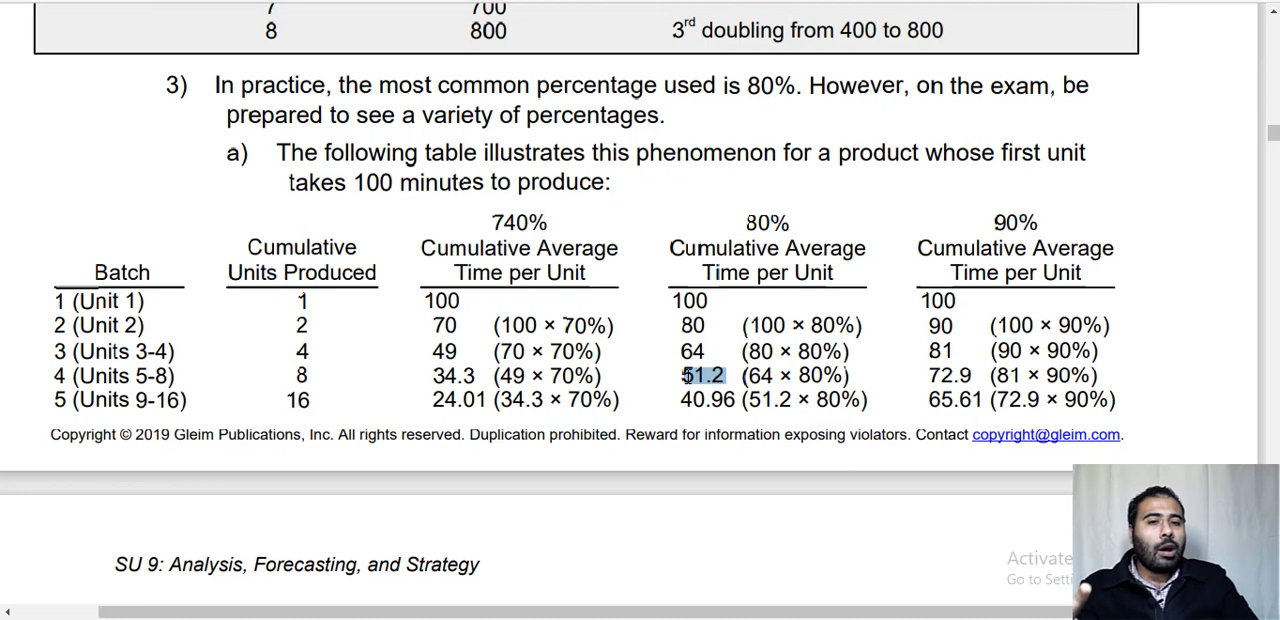 7 700
8 800 3rd doubling from 400 to 800
3) In practice, the most common percentage used is 80%. However, on the exam, be
prepared to see a variety of percentages.
a) The following table illustrates this phenomenon for a product whose first unit
takes 100 minutes to produce:
740% 80% 90%
Cumulative Cumulative Average Cumulative Average Cumulative Average
Batch Units Produced Time per Unit Time per Unit Time per Unit
1 (Unit 1) 1 100 100 100
2 (Unit 2) 2 70 (100 × 70%) 80 (100 × 80%) 90 (100 × 90%)
3 (Units 3-4) 4 49 (70 × 70%) 64 (80 × 80%) 81 (90 × 90%)
4 (Units 5-8) 8 34.3 (49 × 70%) 51.2 (64 × 80%) 72.9 (81 × 90%)
5 (Units 9-16) 16 24.01 (34.3 × 70%) 40.96 (51.2 × 80%) 65.61 (72.9 × 90%)
Copyright © 2019 Gleim Publications, Inc. All rights reserved. Duplication prohibited. Reward for information exposing violators. Contact copyright@gleim.com.
SU 9: Analysis, Forecasting, and Strategy
Activate
Go to Setti